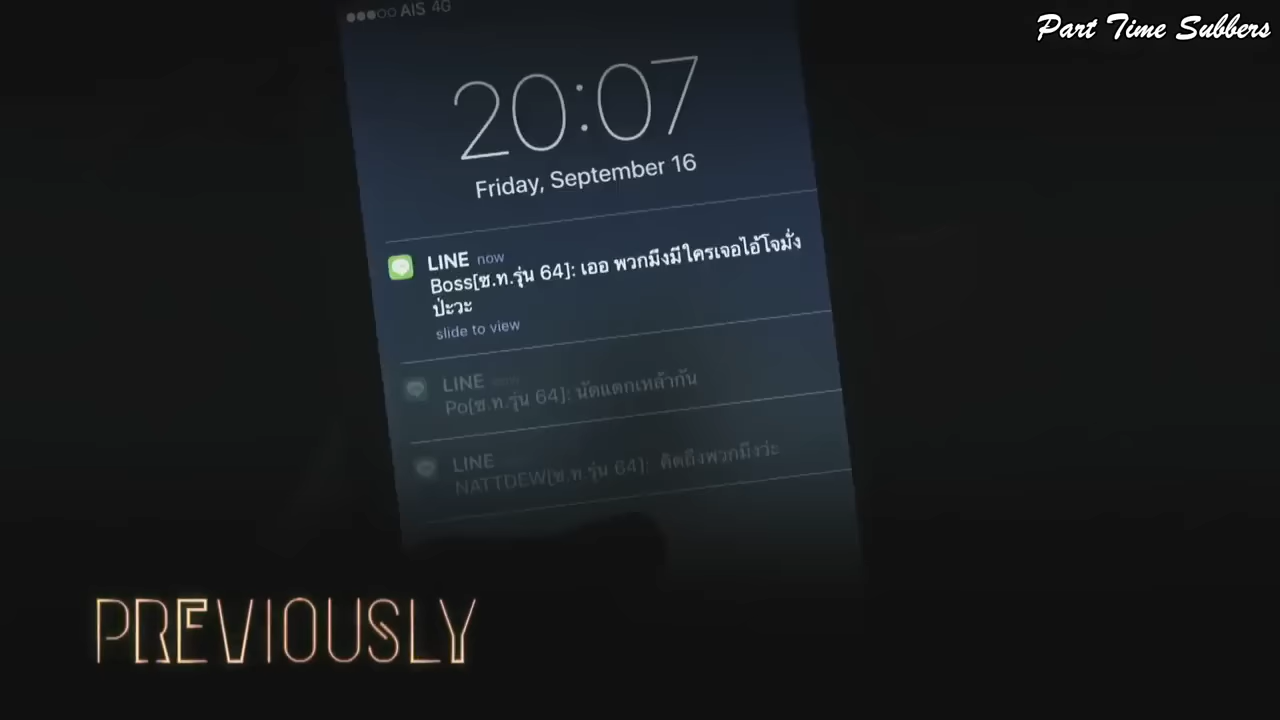 Part Time Subbers
●●●○○ AIS 4G
20:07
Friday, September 16
LINE now
Boss[ซ.ท.รุ่น 64]: เออ พวกมึงมีใครเจอไอ้โจมั่ง
ป่ะวะ
slide to view
LINE now
Po[ซ.ท.รุ่น 64]: นัดแดกเหล้ากัน
LINE
NATTDEW[ซ.ท.รุ่น 64]: คิดถึงพวกมึงว่ะ
PREVIOUSLY